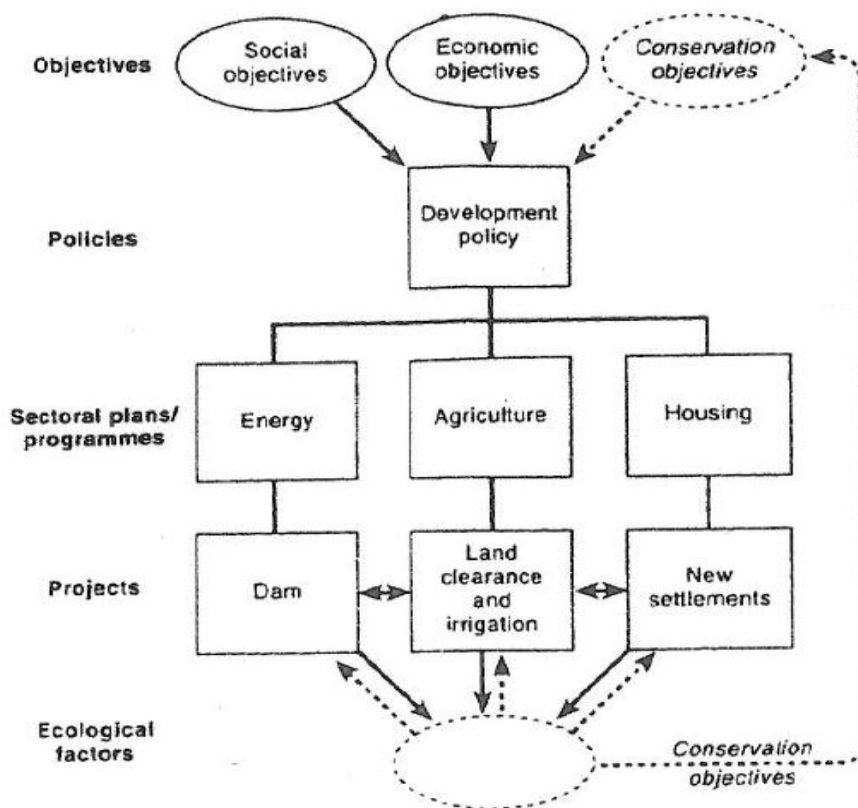 Objectives
Social
objectives
Economic
objectives
Conservation
objectives
Policies
Development
policy
Sectoral plans/
programmes
Energy
Agriculture
Housing
Projects
Dam
Land
clearance
and
irrigation
New
settlements
Ecological
factors
Conservation
objectives